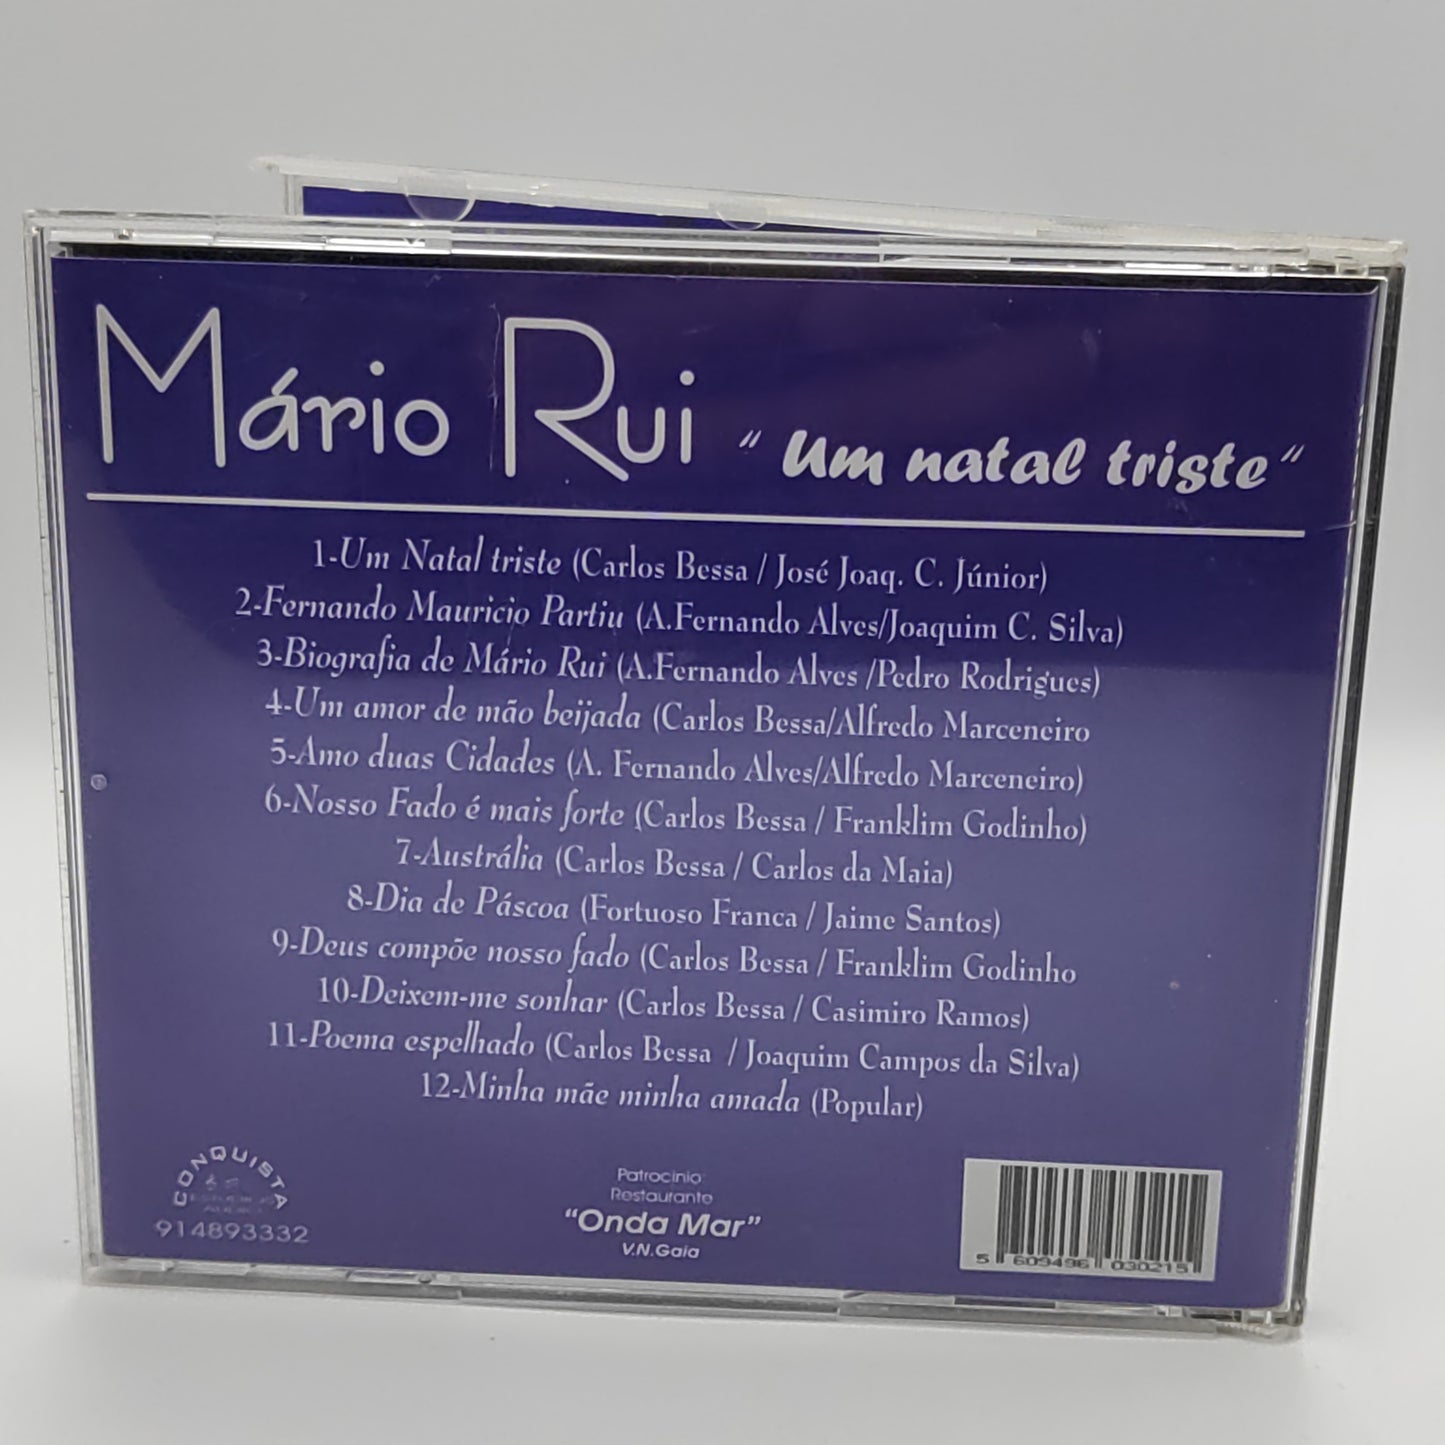 Mário Rui " Um natal triste "
1-Um Natal triste (Carlos Bessa / José Joaq. C. Júnior)
2-Fernando Mauricio Partiu (A.Fernando Alves/Joaquim C. Silva)
3-Biografia de Mário Rui (A.Fernando Alves /Pedro Rodrigues)
4-Um amor de mão beijada (Carlos Bessa/Alfredo Marceneiro
5-Amo duas Cidades (A. Fernando Alves/Alfredo Marceneiro)
6-Nosso Fado é mais forte (Carlos Bessa / Franklim Godinho)
7-Austrália (Carlos Bessa / Carlos da Maia)
8-Dia de Páscoa (Fortuoso Franca / Jaime Santos)
9-Deus compõe nosso fado (Carlos Bessa / Franklim Godinho
10-Deixem-me sonhar (Carlos Bessa / Casimiro Ramos)
11-Poema espelhado (Carlos Bessa / Joaquim Campos da Silva)
12-Minha mãe minha amada (Popular)
CONQUISTA
914893332
Patrocinio:
Restaurante
"Onda Mar"
V.N.Gaia
5 609496 030215